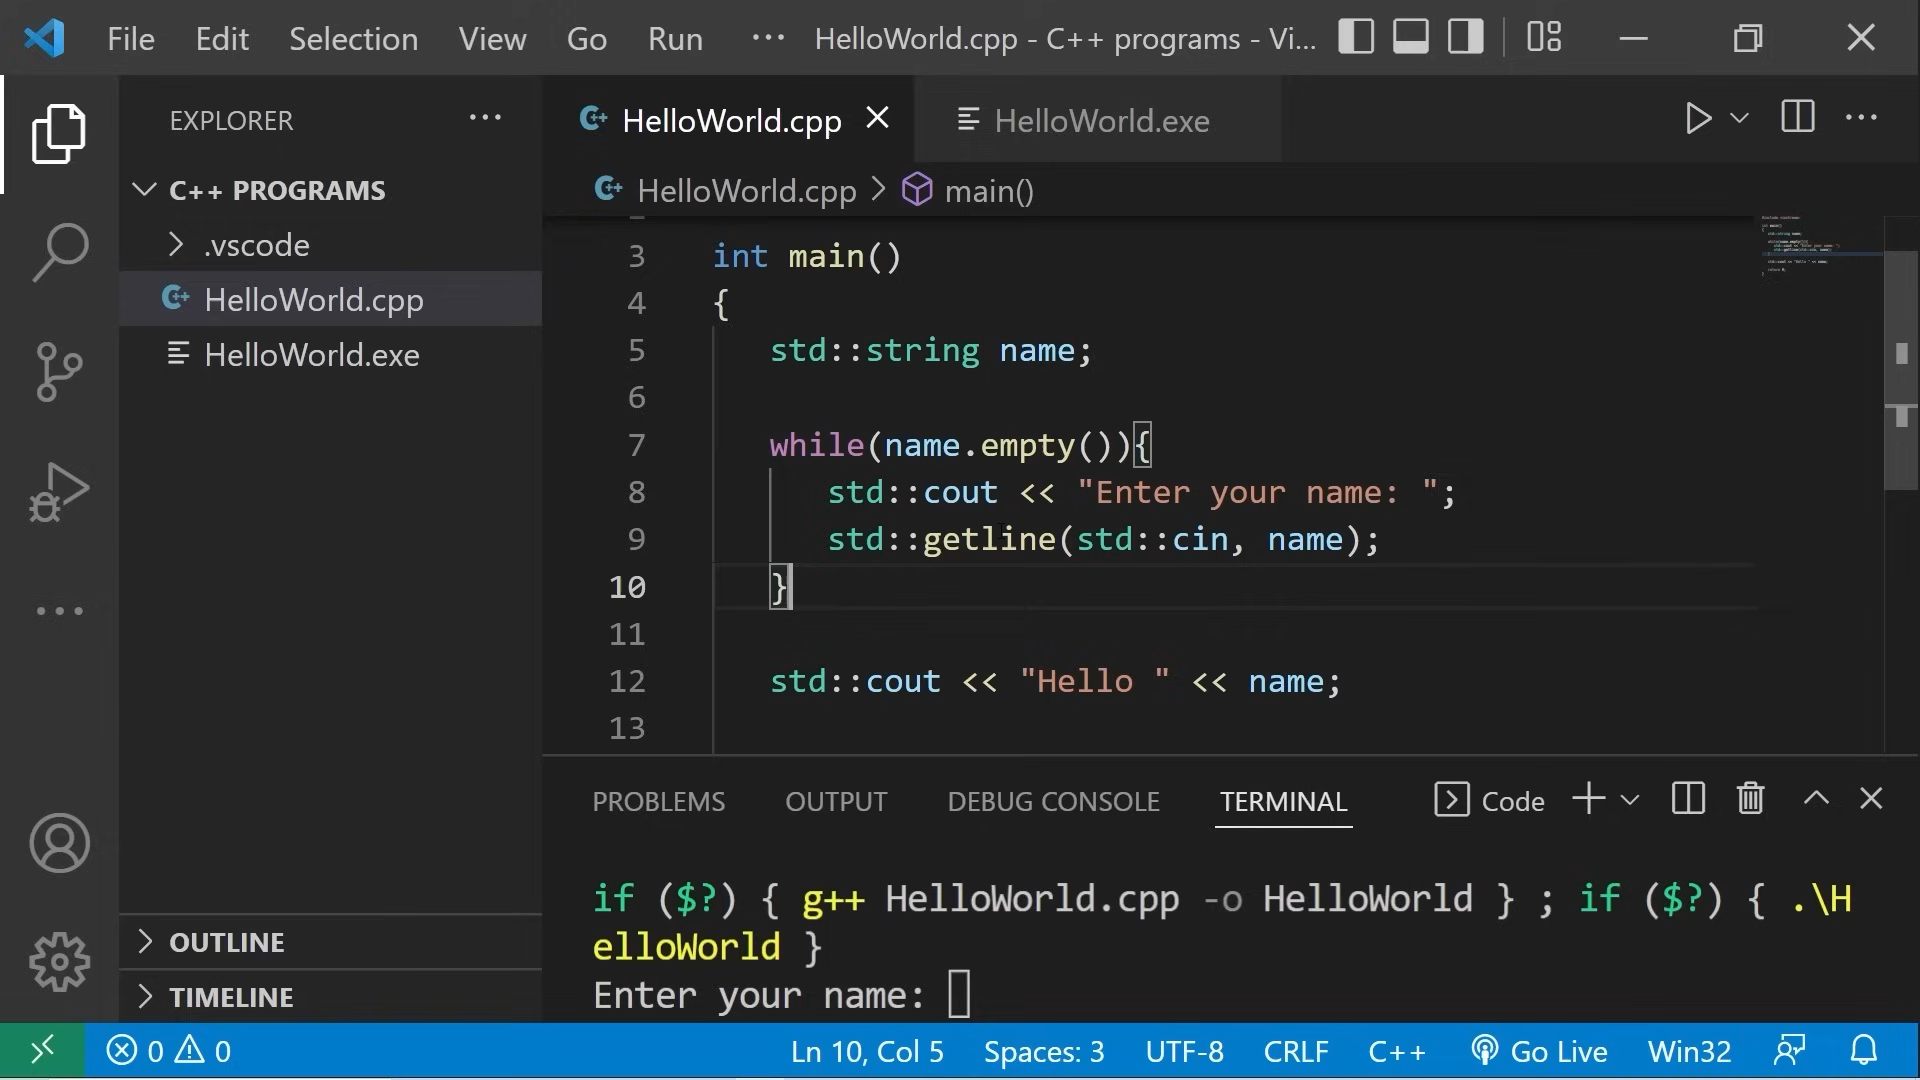 File Edit Selection View Go Run ··· HelloWorld.cpp - C++ programs - Vi...
EXPLORER ···
C++ PROGRAMS
.vscode
HelloWorld.cpp
HelloWorld.exe
OUTLINE
TIMELINE
HelloWorld.cpp HelloWorld.exe
HelloWorld.cpp > main()
3 int main()
4 {
5 std::string name;
6
7 while(name.empty()){
8 std::cout << "Enter your name: ";
9 std::getline(std::cin, name);
10 }
11
12 std::cout << "Hello " << name;
13
PROBLEMS OUTPUT DEBUG CONSOLE TERMINAL Code
if ($?) { g++ HelloWorld.cpp -o HelloWorld } ; if ($?) { .\H
elloWorld }
Enter your name:
0 0 Ln 10, Col 5 Spaces: 3 UTF-8 CRLF C++ Go Live Win32